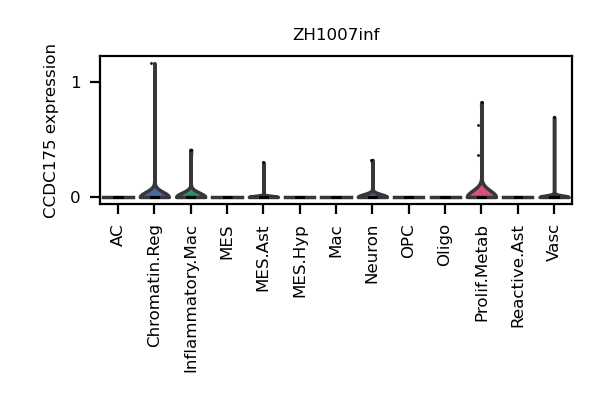 ZH1007inf
CCDC175 expression
1
0
AC
Chromatin.Reg
Inflammatory.Mac
MES
MES.Ast
MES.Hyp
Mac
Neuron
OPC
Oligo
Prolif.Metab
Reactive.Ast
Vasc